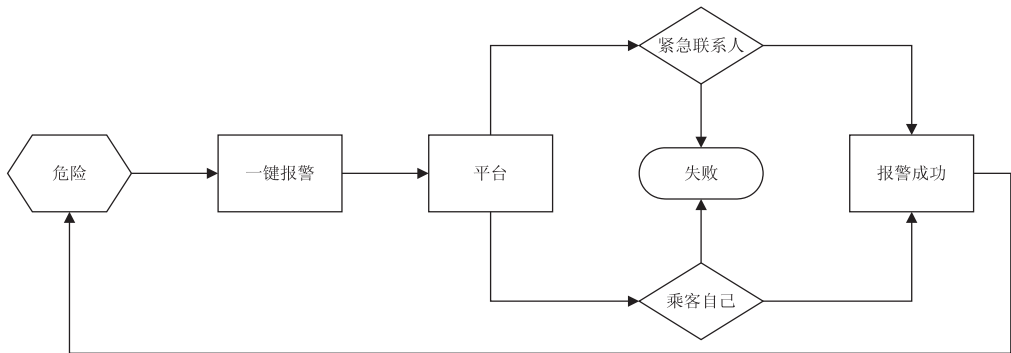 紧急联系人
危险
一键报警
平台
失败
报警成功
乘客自己